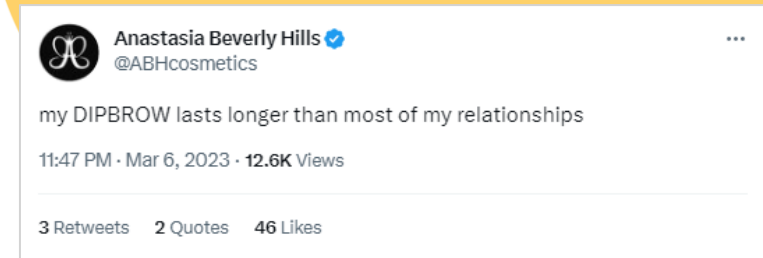 Anastasia Beverly Hills
@ABHcosmetics
my DIPBROW lasts longer than most of my relationships
11:47 PM · Mar 6, 2023 · 12.6K Views
3 Retweets 2 Quotes 46 Likes